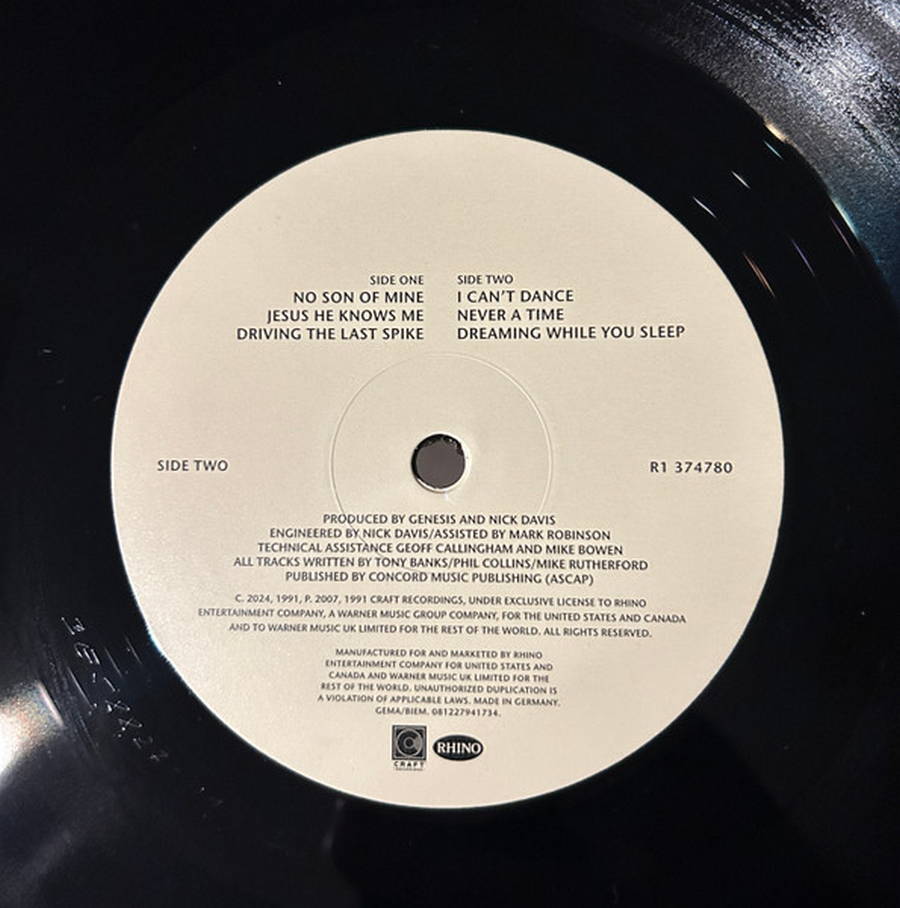 SIDE ONE
NO SON OF MINE
JESUS HE KNOWS ME
DRIVING THE LAST SPIKE
SIDE TWO
I CAN'T DANCE
NEVER A TIME
DREAMING WHILE YOU SLEEP
SIDE TWO
R1 374780
PRODUCED BY GENESIS AND NICK DAVIS
ENGINEERED BY NICK DAVIS/ASSISTED BY MARK ROBINSON
TECHNICAL ASSISTANCE GEOFF CALLINGHAM AND MIKE BOWEN
ALL TRACKS WRITTEN BY TONY BANKS/PHIL COLLINS/MIKE RUTHERFORD
PUBLISHED BY CONCORD MUSIC PUBLISHING (ASCAP)
C. 2024, 1991, P. 2007, 1991 CRAFT RECORDINGS, UNDER EXCLUSIVE LICENSE TO RHINO
ENTERTAINMENT COMPANY, A WARNER MUSIC GROUP COMPANY, FOR THE UNITED STATES AND CANADA
AND TO WARNER MUSIC UK LIMITED FOR THE REST OF THE WORLD. ALL RIGHTS RESERVED.
MANUFACTURED FOR AND MARKETED BY RHINO
ENTERTAINMENT COMPANY FOR UNITED STATES AND
CANADA AND WARNER MUSIC UK LIMITED FOR THE
REST OF THE WORLD. UNAUTHORIZED DUPLICATION IS
A VIOLATION OF APPLICABLE LAWS. MADE IN GERMANY.
GEMA/BIEM. 081227941734.
CRAFT
RHINO